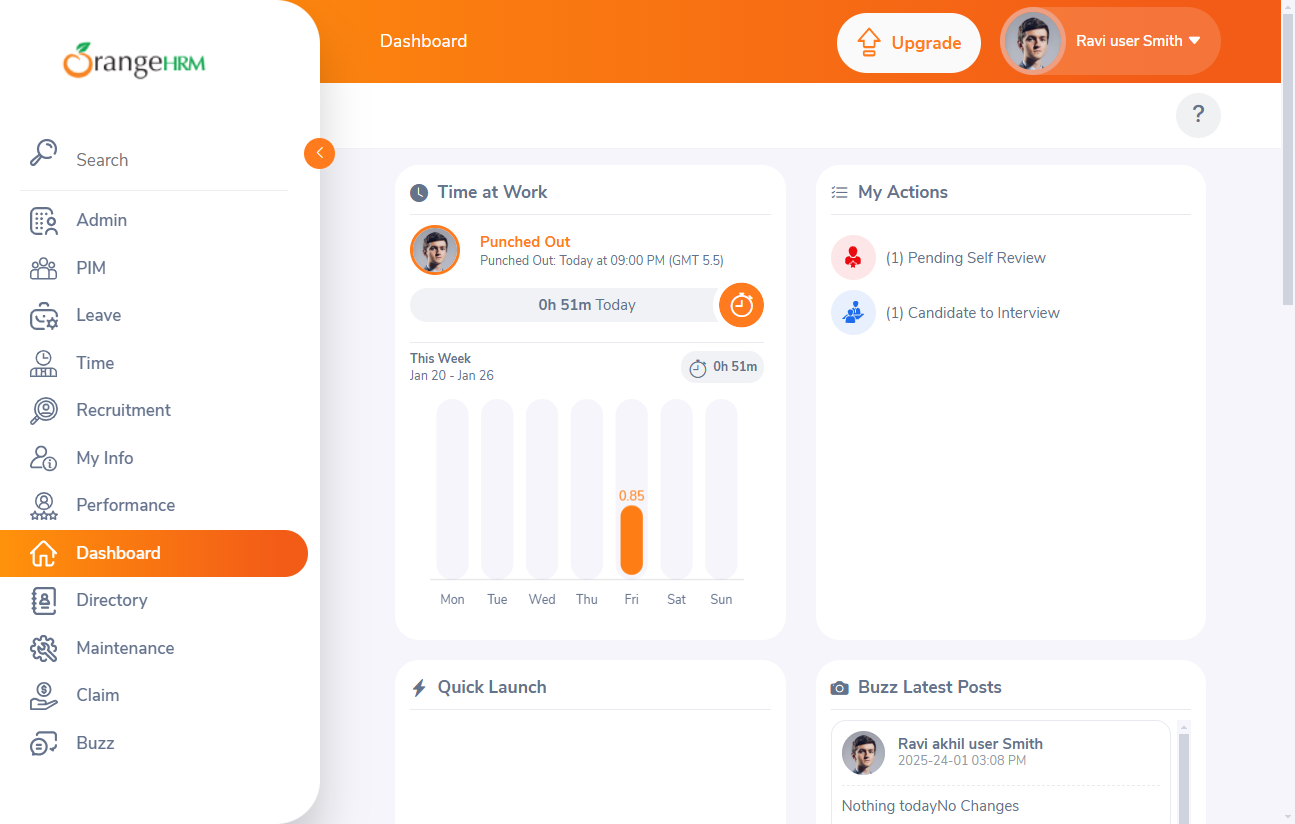 OrangeHRM
Dashboard
Upgrade
Ravi user Smith
?
Search
Admin
PIM
Leave
Time
Recruitment
My Info
Performance
Dashboard
Directory
Maintenance
Claim
Buzz
Time at Work
Punched Out
Punched Out: Today at 09:00 PM (GMT 5.5)
0h 51m Today
This Week
Jan 20 - Jan 26
0h 51m
0.85
Mon Tue Wed Thu Fri Sat Sun
My Actions
(1) Pending Self Review
(1) Candidate to Interview
Quick Launch
Buzz Latest Posts
Ravi akhil user Smith
2025-24-01 03:08 PM
Nothing todayNo Changes